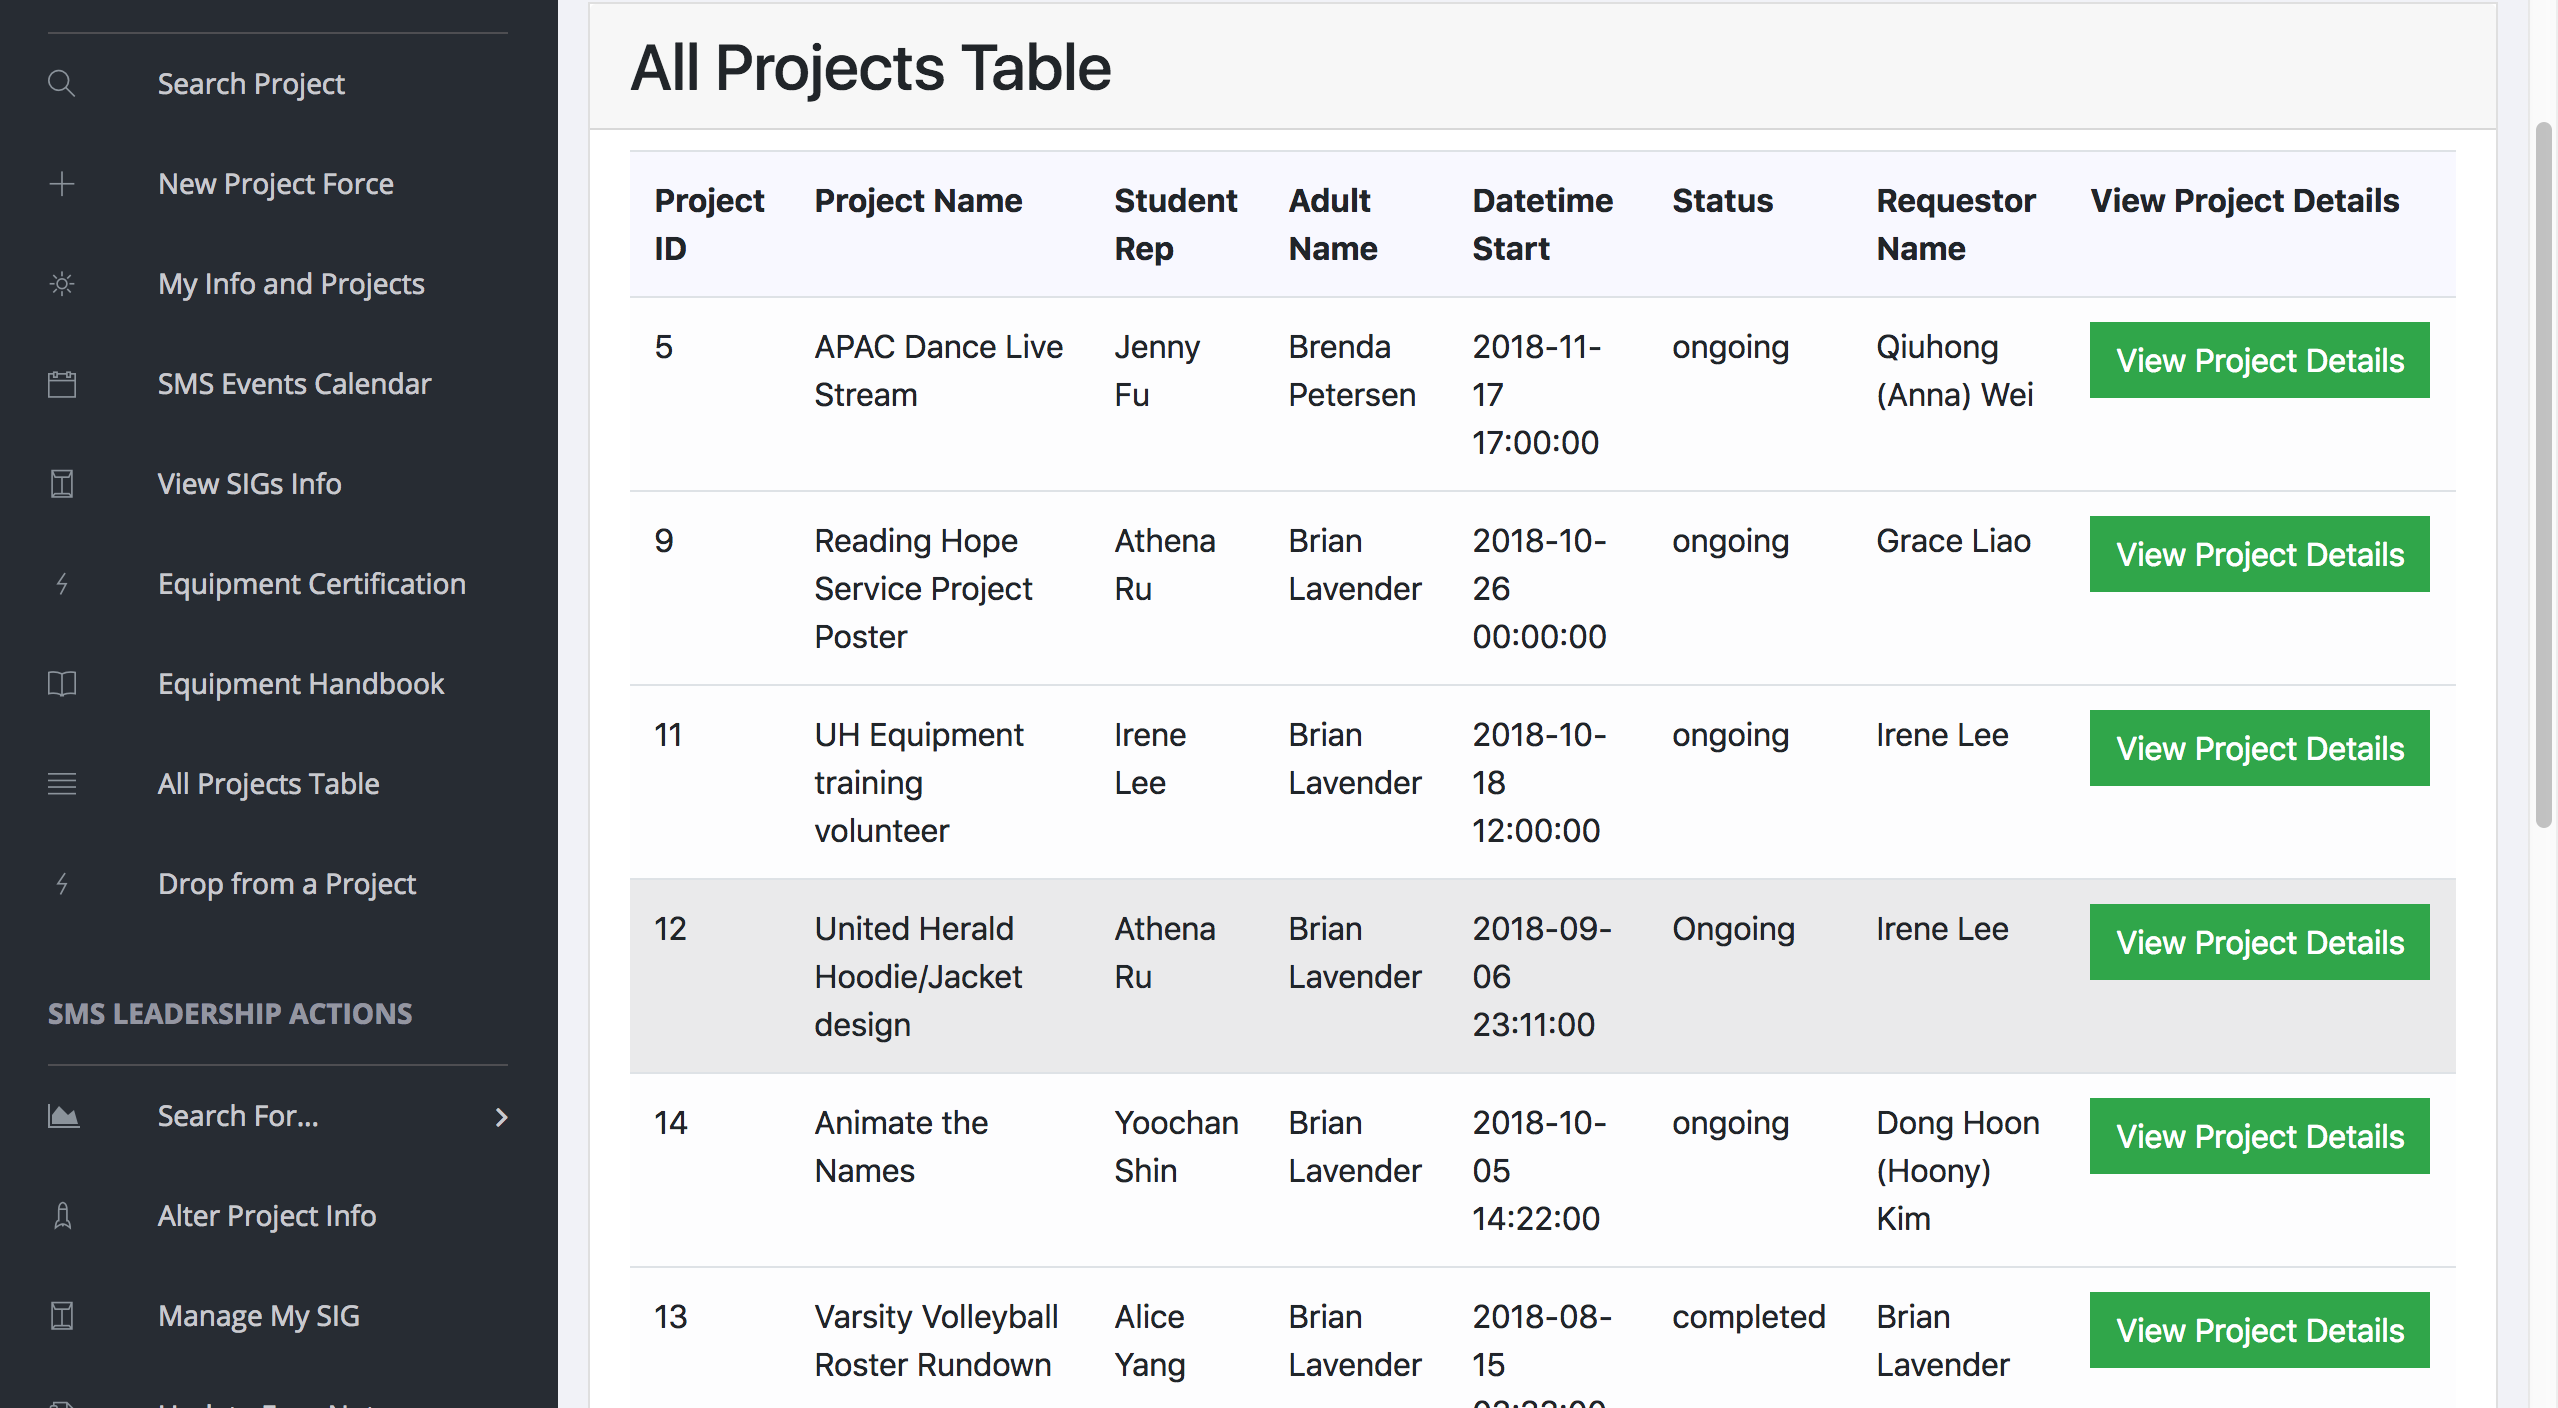 Search Project
New Project Force
My Info and Projects
SMS Events Calendar
View SIGs Info
Equipment Certification
Equipment Handbook
All Projects Table
Drop from a Project
SMS LEADERSHIP ACTIONS
Search For...
Alter Project Info
Manage My SIG
All Projects Table
Project ID
Project Name
Student Rep
Adult Name
Datetime Start
Status
Requestor Name
View Project Details
5
APAC Dance Live
Stream
Jenny
Fu
Brenda
Petersen
2018-11-
17
17:00:00
ongoing
Qiuhong
(Anna) Wei
View Project Details
9
Reading Hope
Service Project
Poster
Athena
Ru
Brian
Lavender
2018-10-
26
00:00:00
ongoing
Grace Liao
View Project Details
11
UH Equipment
training
volunteer
Irene
Lee
Brian
Lavender
2018-10-
18
12:00:00
ongoing
Irene Lee
View Project Details
12
United Herald
Hoodie/Jacket
design
Athena
Ru
Brian
Lavender
2018-09-
06
23:11:00
Ongoing
Irene Lee
View Project Details
14
Animate the
Names
Yoochan
Shin
Brian
Lavender
2018-10-
05
14:22:00
ongoing
Dong Hoon
(Hoony)
Kim
View Project Details
13
Varsity Volleyball
Roster Rundown
Alice
Yang
Brian
Lavender
2018-08-
15
completed
Brian
Lavender
View Project Details